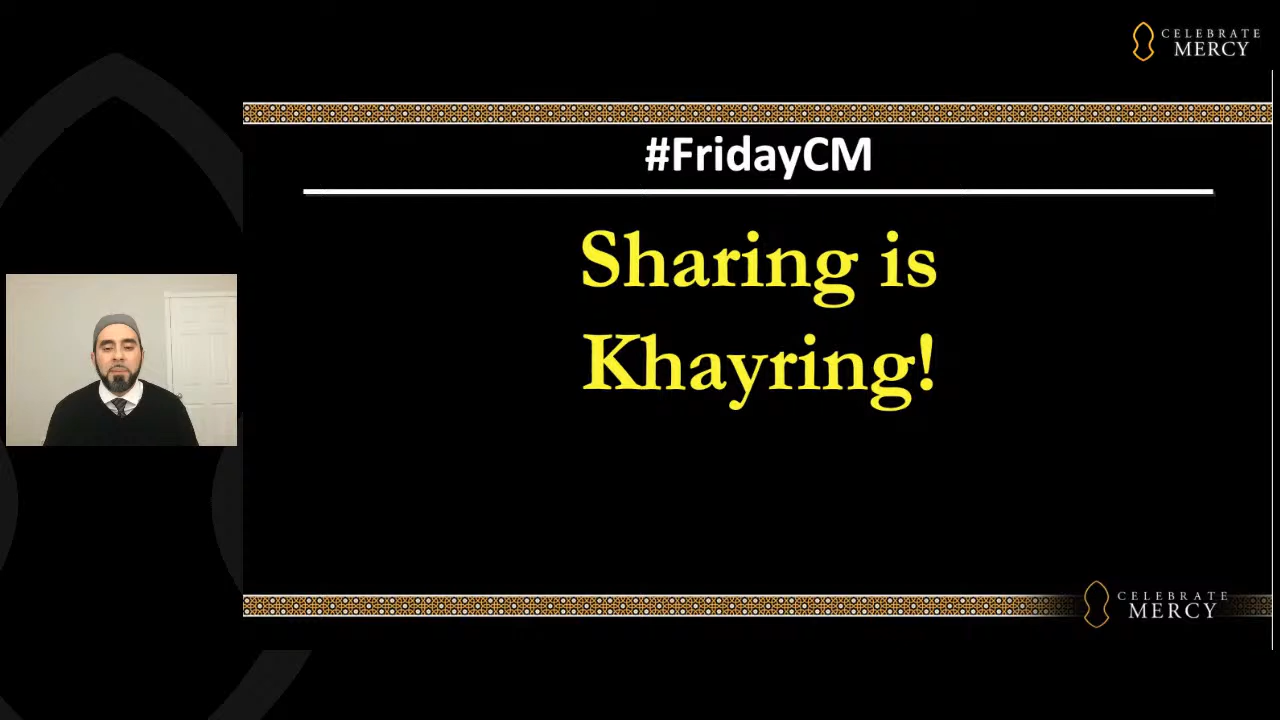 CELEBRATE
MERCY
#FridayCM
Sharing is
Khayring!
CELEBRATE
MERCY